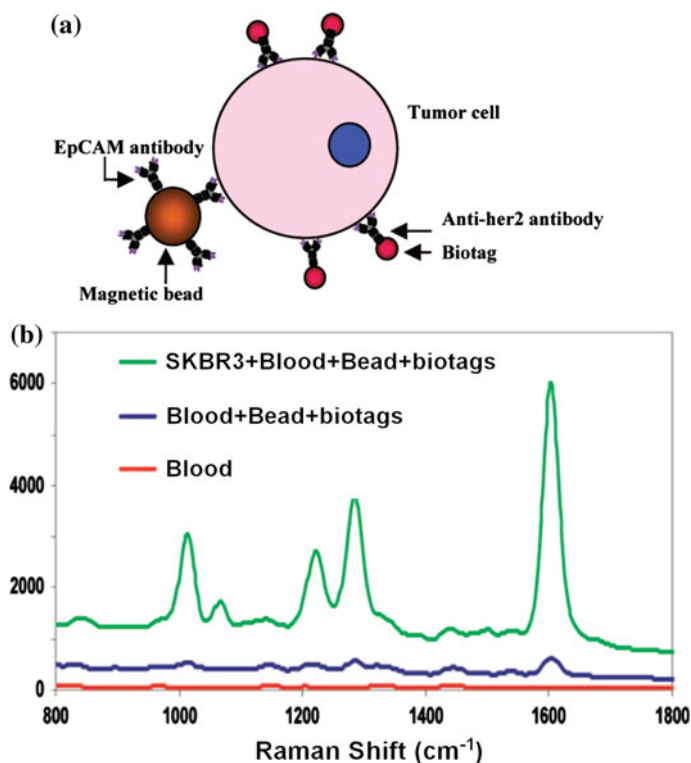 (a)
Tumor cell
EpCAM antibody
Anti-her2 antibody
Biotag
Magnetic bead
(b)
6000
4000
2000
0
SKBR3+Blood+Bead+biotags
Blood+Bead+biotags
Blood
800 1000 1200 1400 1600 1800
Raman Shift (cm⁻¹)